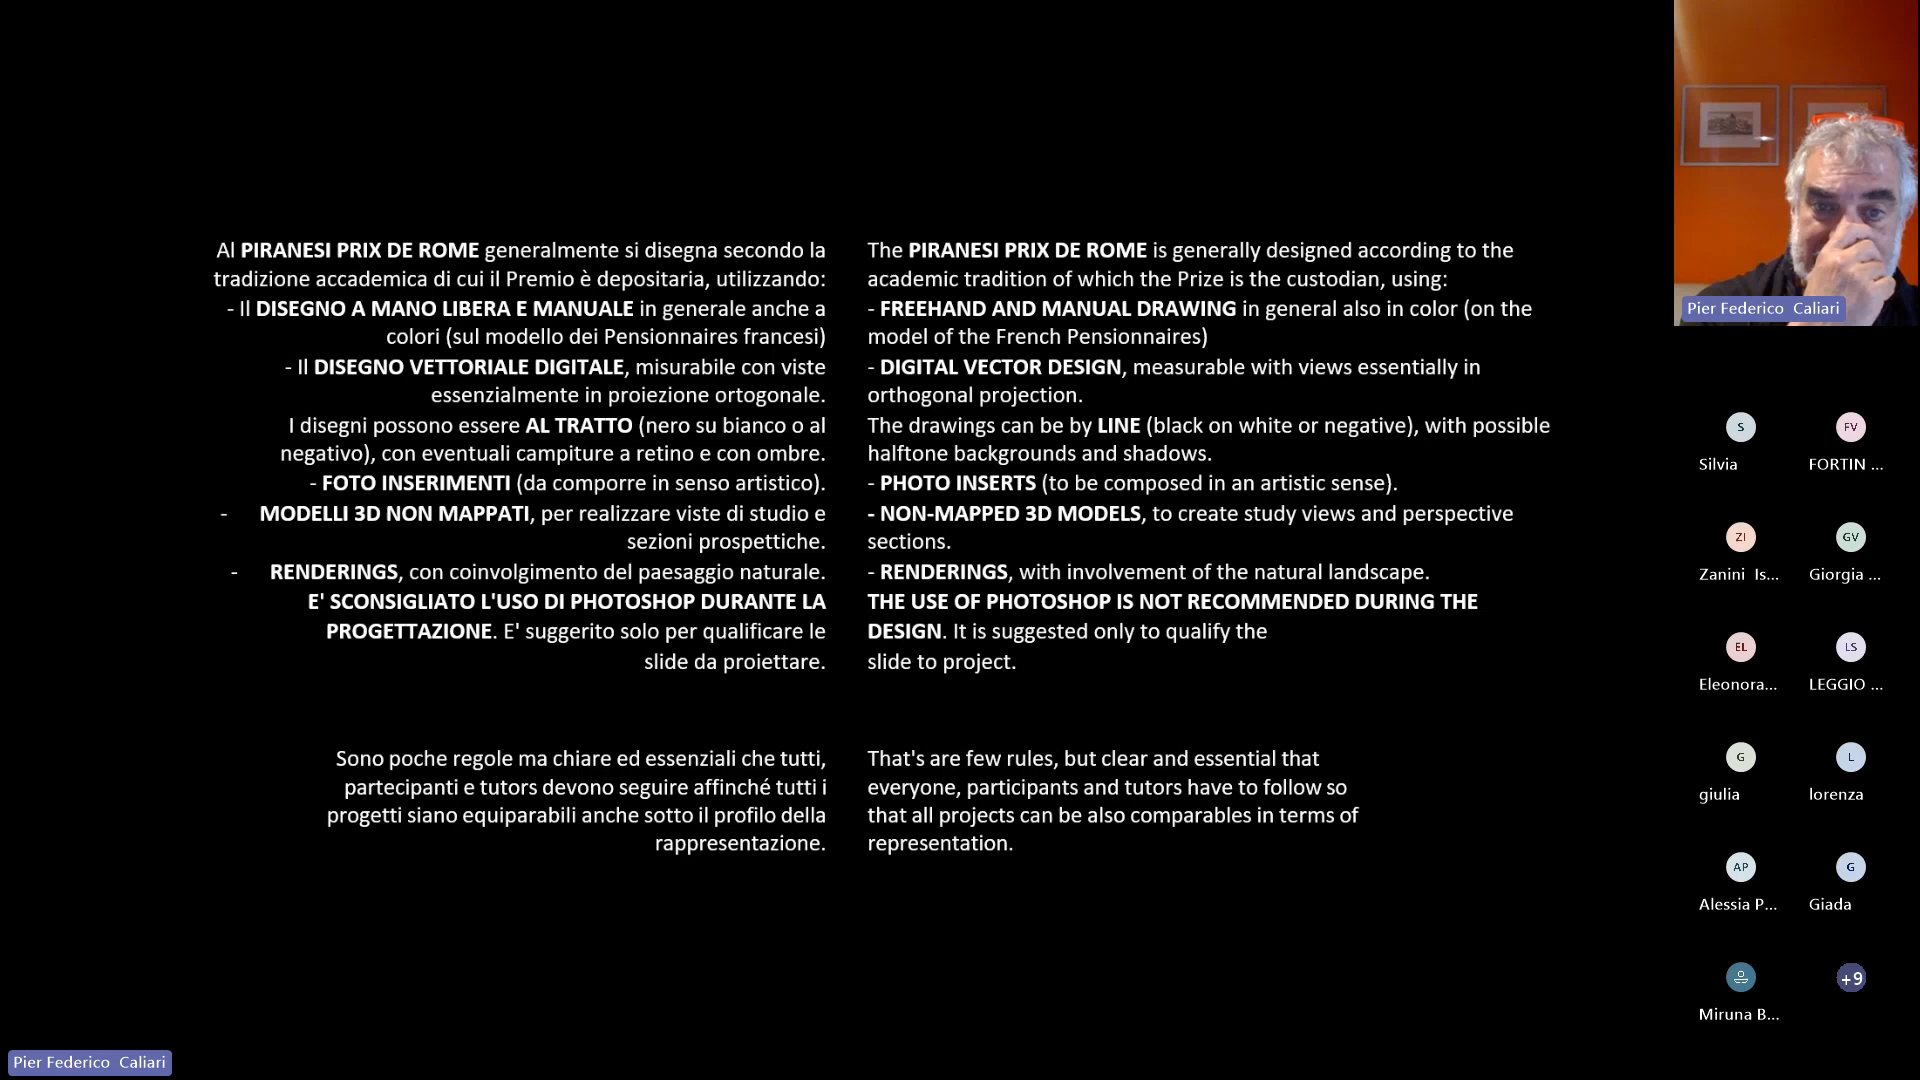 Al PIRANESI PRIX DE ROME generalmente si disegna secondo la
tradizione accademica di cui il Premio è depositaria, utilizzando:
- Il DISEGNO A MANO LIBERA E MANUALE in generale anche a
colori (sul modello dei Pensionnaires francesi)
- Il DISEGNO VETTORIALE DIGITALE, misurabile con viste
essenzialmente in proiezione ortogonale.
I disegni possono essere AL TRATTO (nero su bianco o al
negativo), con eventuali campiture a retino e con ombre.
- FOTO INSERIMENTI (da comporre in senso artistico).
- MODELLI 3D NON MAPPATI, per realizzare viste di studio e
sezioni prospettiche.
- RENDERINGS, con coinvolgimento del paesaggio naturale.
E' SCONSIGLIATO L'USO DI PHOTOSHOP DURANTE LA
PROGETTAZIONE. E' suggerito solo per qualificare le
slide da proiettare.
Sono poche regole ma chiare ed essenziali che tutti,
partecipanti e tutors devono seguire affinché tutti i
progetti siano equiparabili anche sotto il profilo della
rappresentazione.
The PIRANESI PRIX DE ROME is generally designed according to the
academic tradition of which the Prize is the custodian, using:
- FREEHAND AND MANUAL DRAWING in general also in color (on the
model of the French Pensionnaires)
- DIGITAL VECTOR DESIGN, measurable with views essentially in
orthogonal projection.
The drawings can be by LINE (black on white or negative), with possible
halftone backgrounds and shadows.
- PHOTO INSERTS (to be composed in an artistic sense).
- NON-MAPPED 3D MODELS, to create study views and perspective
sections.
- RENDERINGS, with involvement of the natural landscape.
THE USE OF PHOTOSHOP IS NOT RECOMMENDED DURING THE
DESIGN. It is suggested only to qualify the
slide to project.
That's are few rules, but clear and essential that
everyone, participants and tutors have to follow so
that all projects can be also comparables in terms of
representation.
Pier Federico Caliari
S
Silvia
FV
FORTIN ...
ZI
Zanini Is...
GV
Giorgia ...
EL
Eleonora...
LS
LEGGIO ...
G
giulia
L
lorenza
AP
Alessia P...
G
Giada
Miruna B...
+9
Pier Federico Caliari